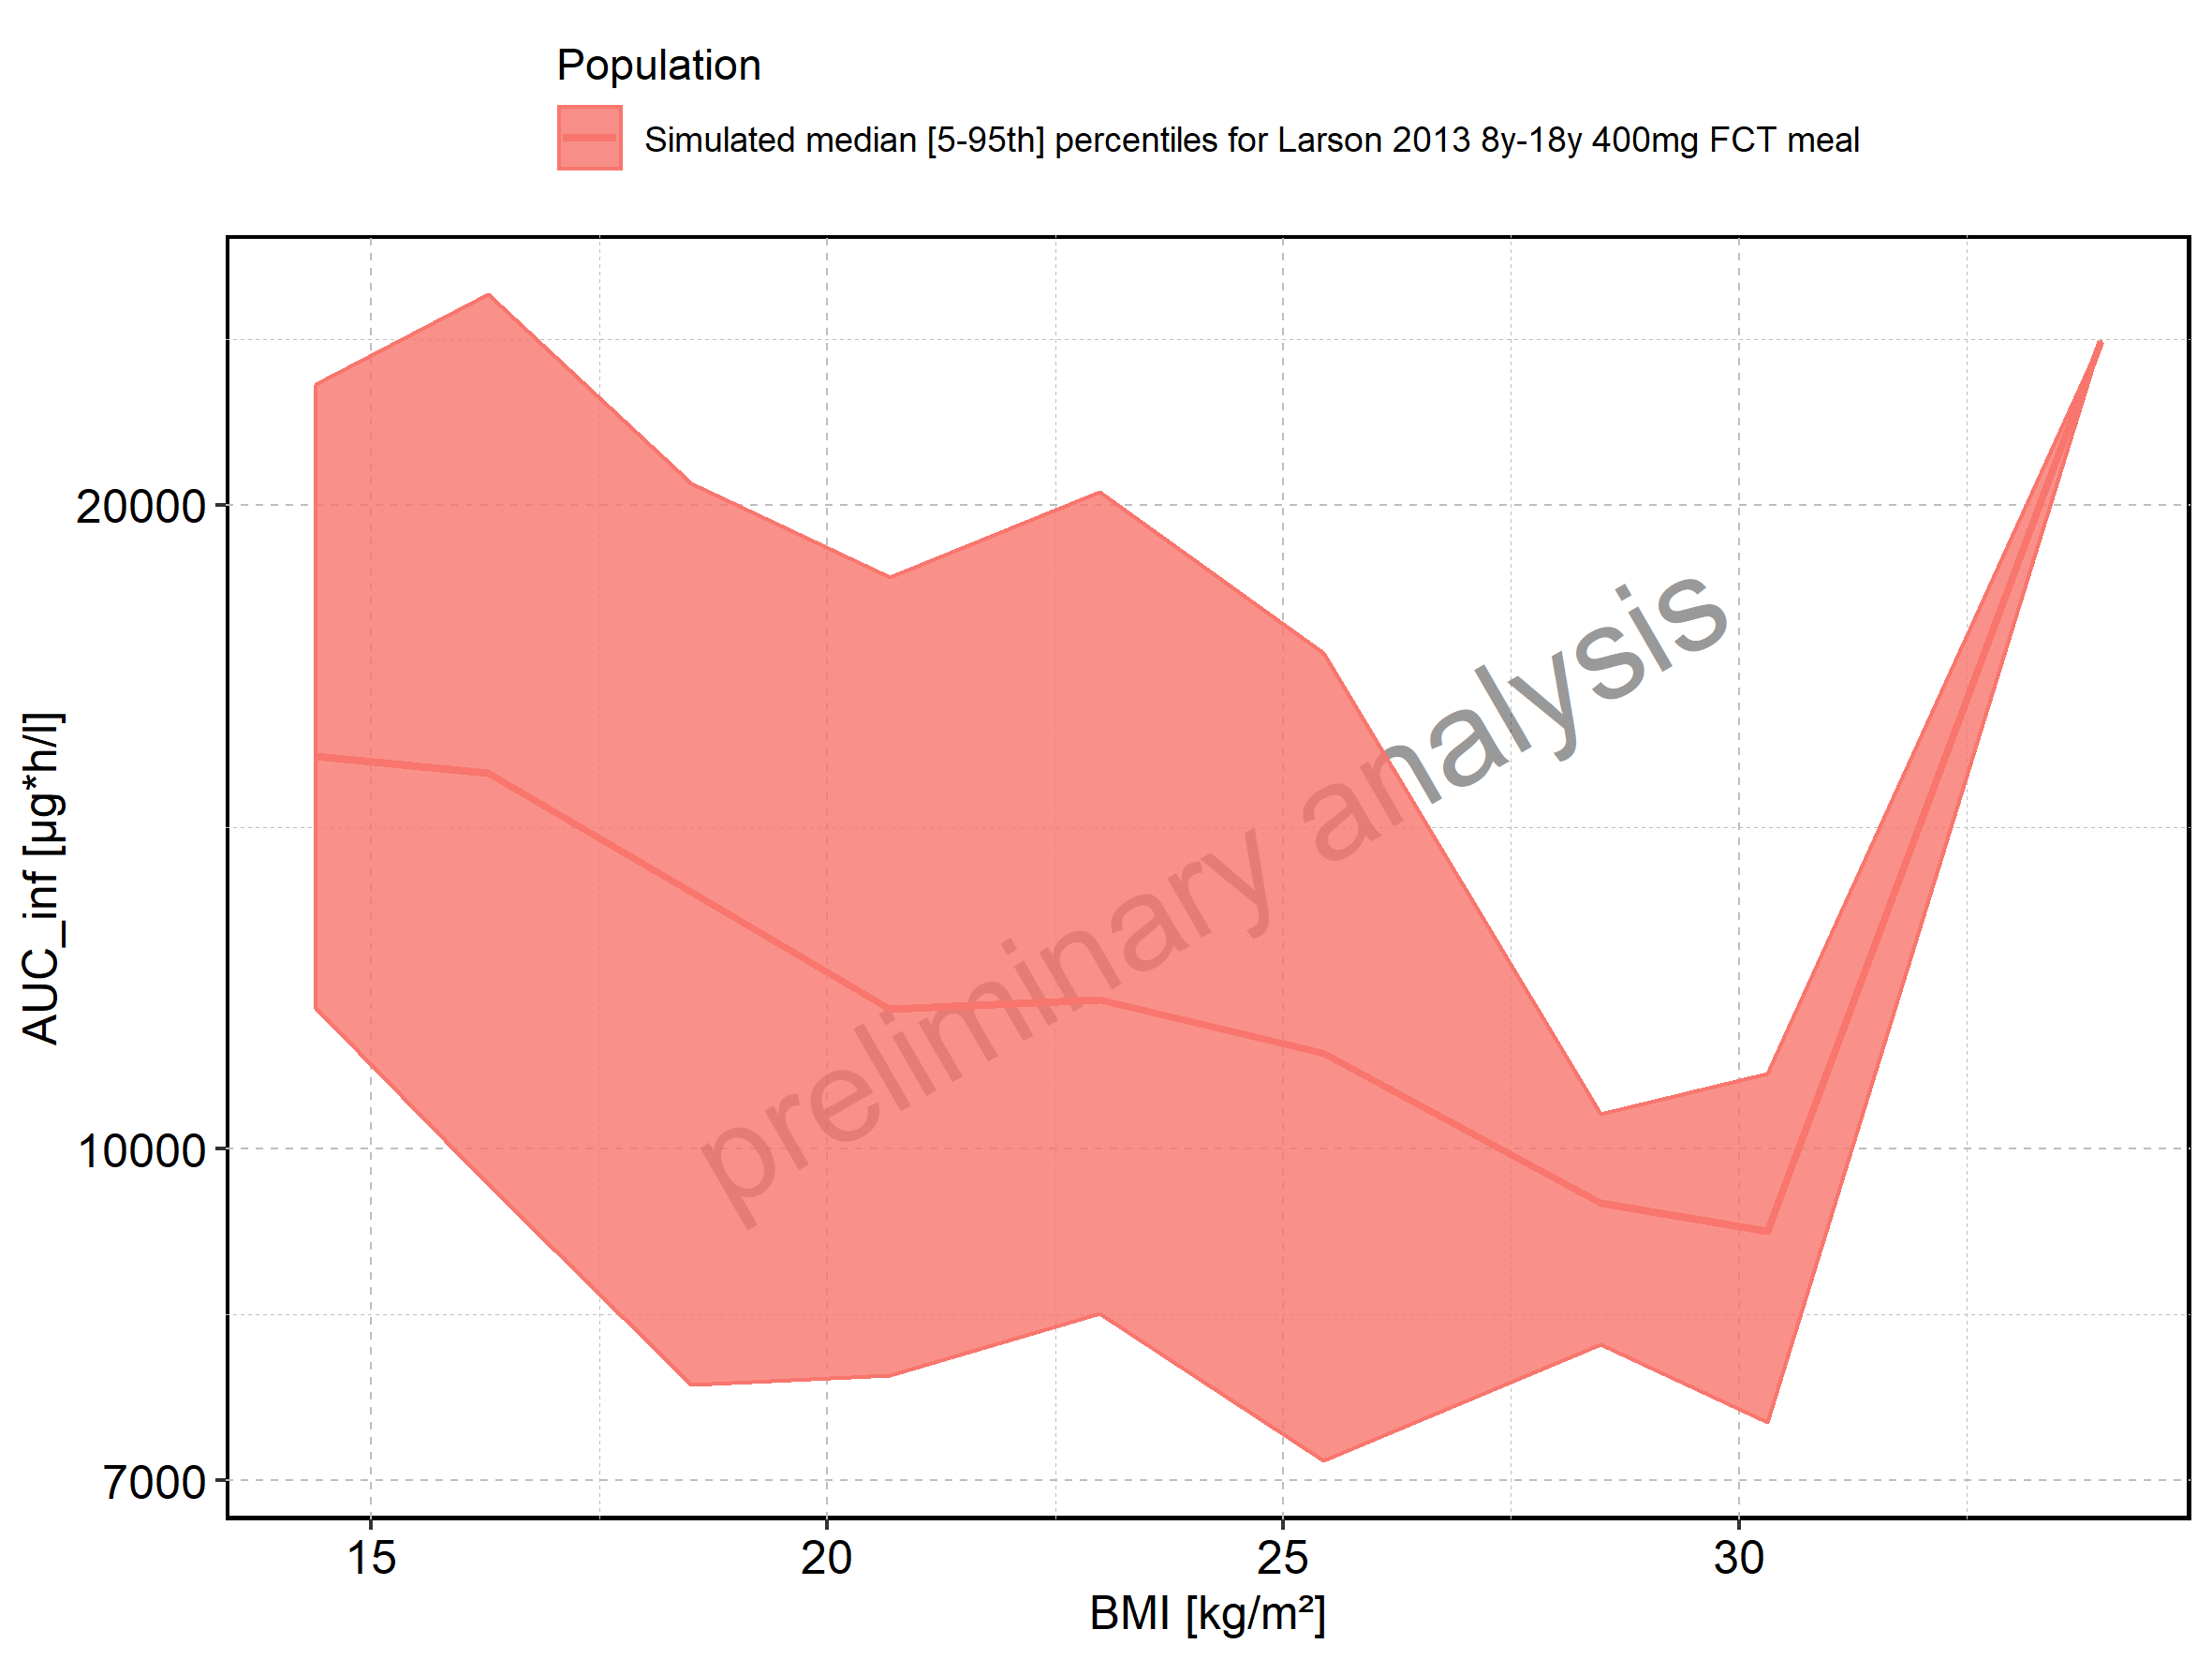 Population
Simulated median [5-95th] percentiles for Larson 2013 8y-18y 400mg FCT meal
AUC_inf [µg*h/l]
20000
10000
7000
preliminary analysis
15 20 25 30
BMI [kg/m²]